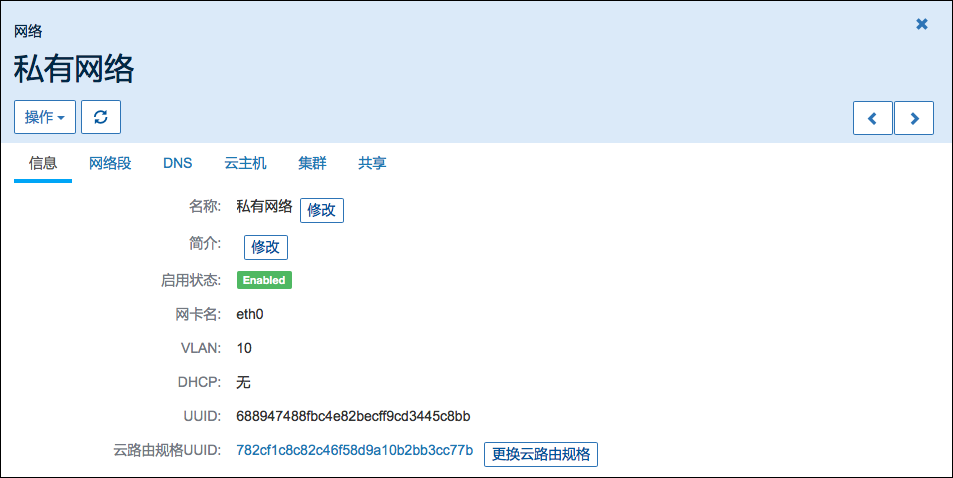 网络
私有网络
操作
信息 网络段 DNS 云主机 集群 共享
名称: 私有网络 修改
简介: 修改
启用状态: Enabled
网卡名: eth0
VLAN: 10
DHCP: 无
UUID: 688947488fbc4e82becff9cd3445c8bb
云路由规格UUID: 782cf1c8c82c46f58d9a10b2bb3cc77b 更换云路由规格